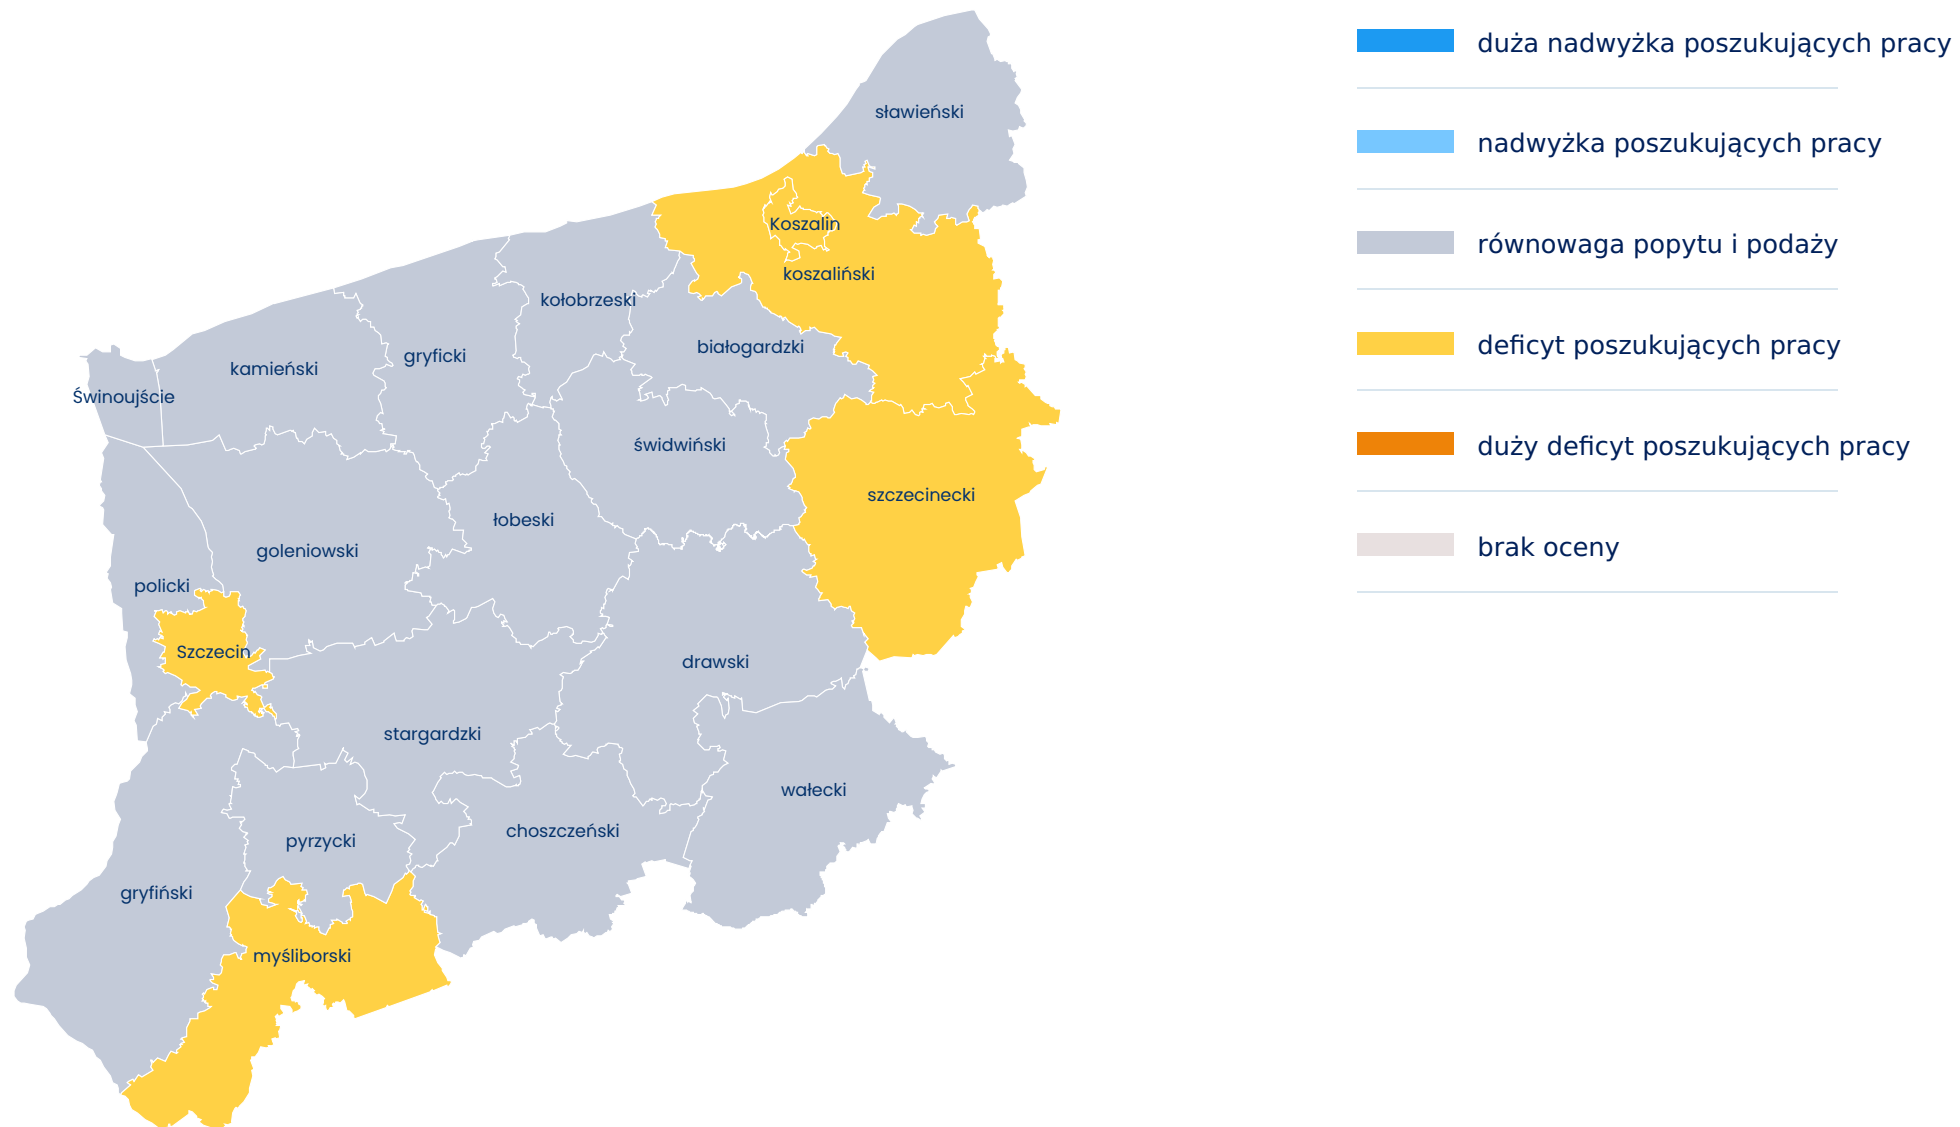 duża nadwyżka poszukujących pracy
nadwyżka poszukujących pracy
równowaga popytu i podaży
deficyt poszukujących pracy
duży deficyt poszukujących pracy
brak oceny
sławieński
Koszalin
koszaliński
kołobrzeski
białogardzki
gryficki
kamieński
Świnoujście
świdwiński
szczecinecki
łobeski
goleniowski
policki
Szczecin
drawski
stargardzki
wałecki
choszczeński
pyrzycki
gryfiński
myśliborski